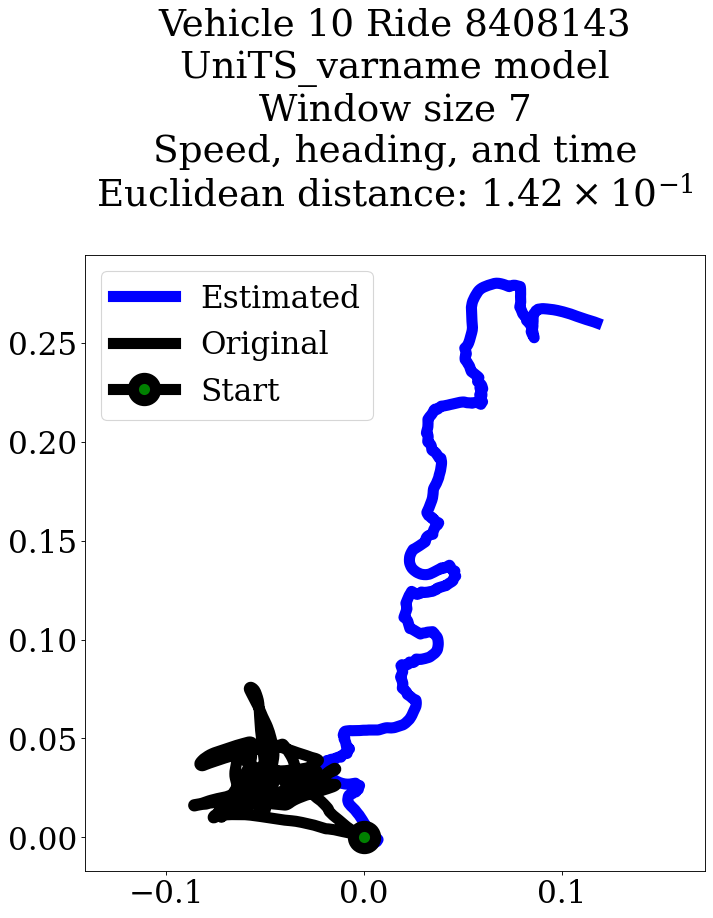 Vehicle 10 Ride 8408143
UniTS_varname model
Window size 7
Speed, heading, and time
Euclidean distance: 1.42 × 10⁻¹
Estimated
Original
Start
0.25
0.20
0.15
0.10
0.05
0.00
−0.1
0.0
0.1